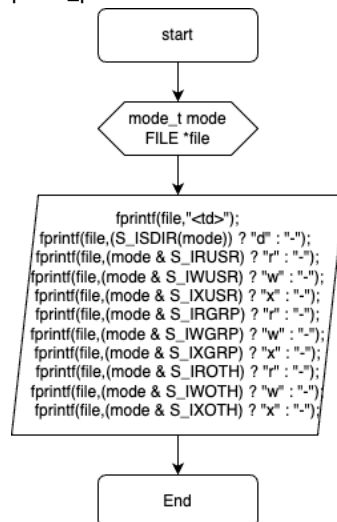 start
mode_t mode
FILE *file
fprintf(file,"<td>");
fprintf(file,(S_ISDIR(mode)) ? "d" : "-");
fprintf(file,(mode & S_IRUSR) ? "r" : "-");
fprintf(file,(mode & S_IWUSR) ? "w" : "-");
fprintf(file,(mode & S_IXUSR) ? "x" : "-");
fprintf(file,(mode & S_IRGRP) ? "r" : "-");
fprintf(file,(mode & S_IWGRP) ? "w" : "-");
fprintf(file,(mode & S_IXGRP) ? "x" : "-");
fprintf(file,(mode & S_IROTH) ? "r" : "-");
fprintf(file,(mode & S_IWOTH) ? "w" : "-");
fprintf(file,(mode & S_IXOTH) ? "x" : "-");
End